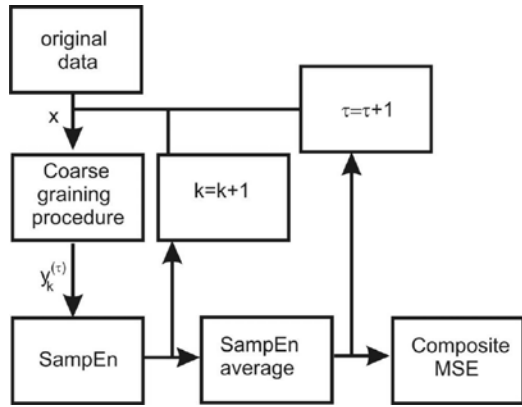 original
data
x
τ=τ+1
Coarse
graining
procedure
k=k+1
y_k^(τ)
SampEn
SampEn
average
Composite
MSE